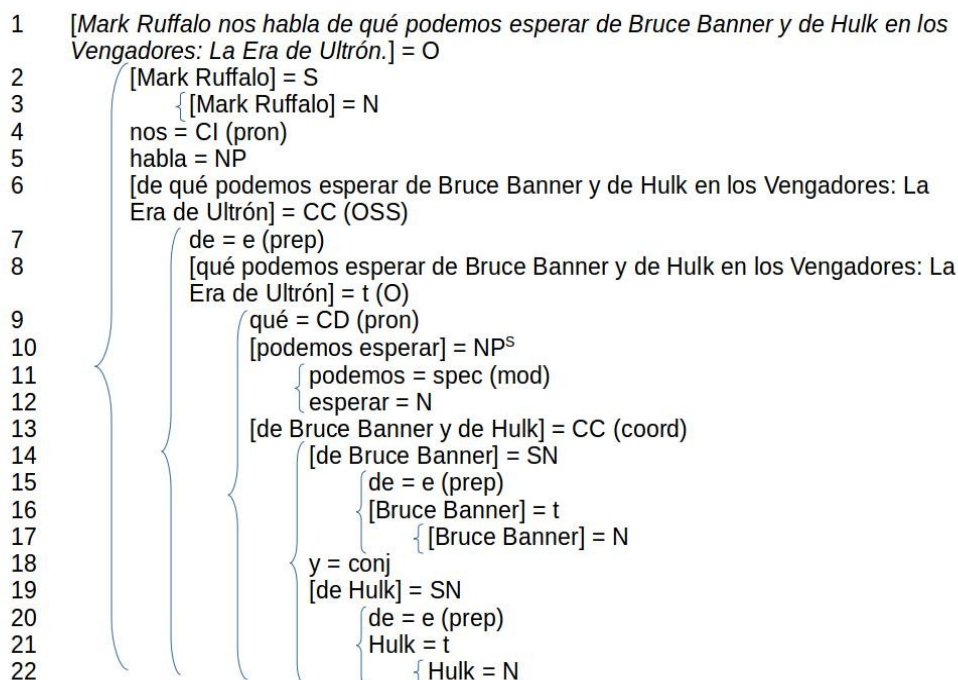 1 [Mark Ruffalo nos habla de qué podemos esperar de Bruce Banner y de Hulk en los
Vengadores: La Era de Ultrón.] = O
2 [Mark Ruffalo] = S
3 [Mark Ruffalo] = N
4 nos = CI (pron)
5 habla = NP
6 [de qué podemos esperar de Bruce Banner y de Hulk en los Vengadores: La
Era de Ultrón] = CC (OSS)
7 de = e (prep)
8 [qué podemos esperar de Bruce Banner y de Hulk en los Vengadores: La
Era de Ultrón] = t (O)
9 qué = CD (pron)
10 [podemos esperar] = NPˢ
11 podemos = spec (mod)
12 esperar = N
13 [de Bruce Banner y de Hulk] = CC (coord)
14 [de Bruce Banner] = SN
15 de = e (prep)
16 [Bruce Banner] = t
17 [Bruce Banner] = N
18 y = conj
19 [de Hulk] = SN
20 de = e (prep)
21 Hulk = t
22 Hulk = N